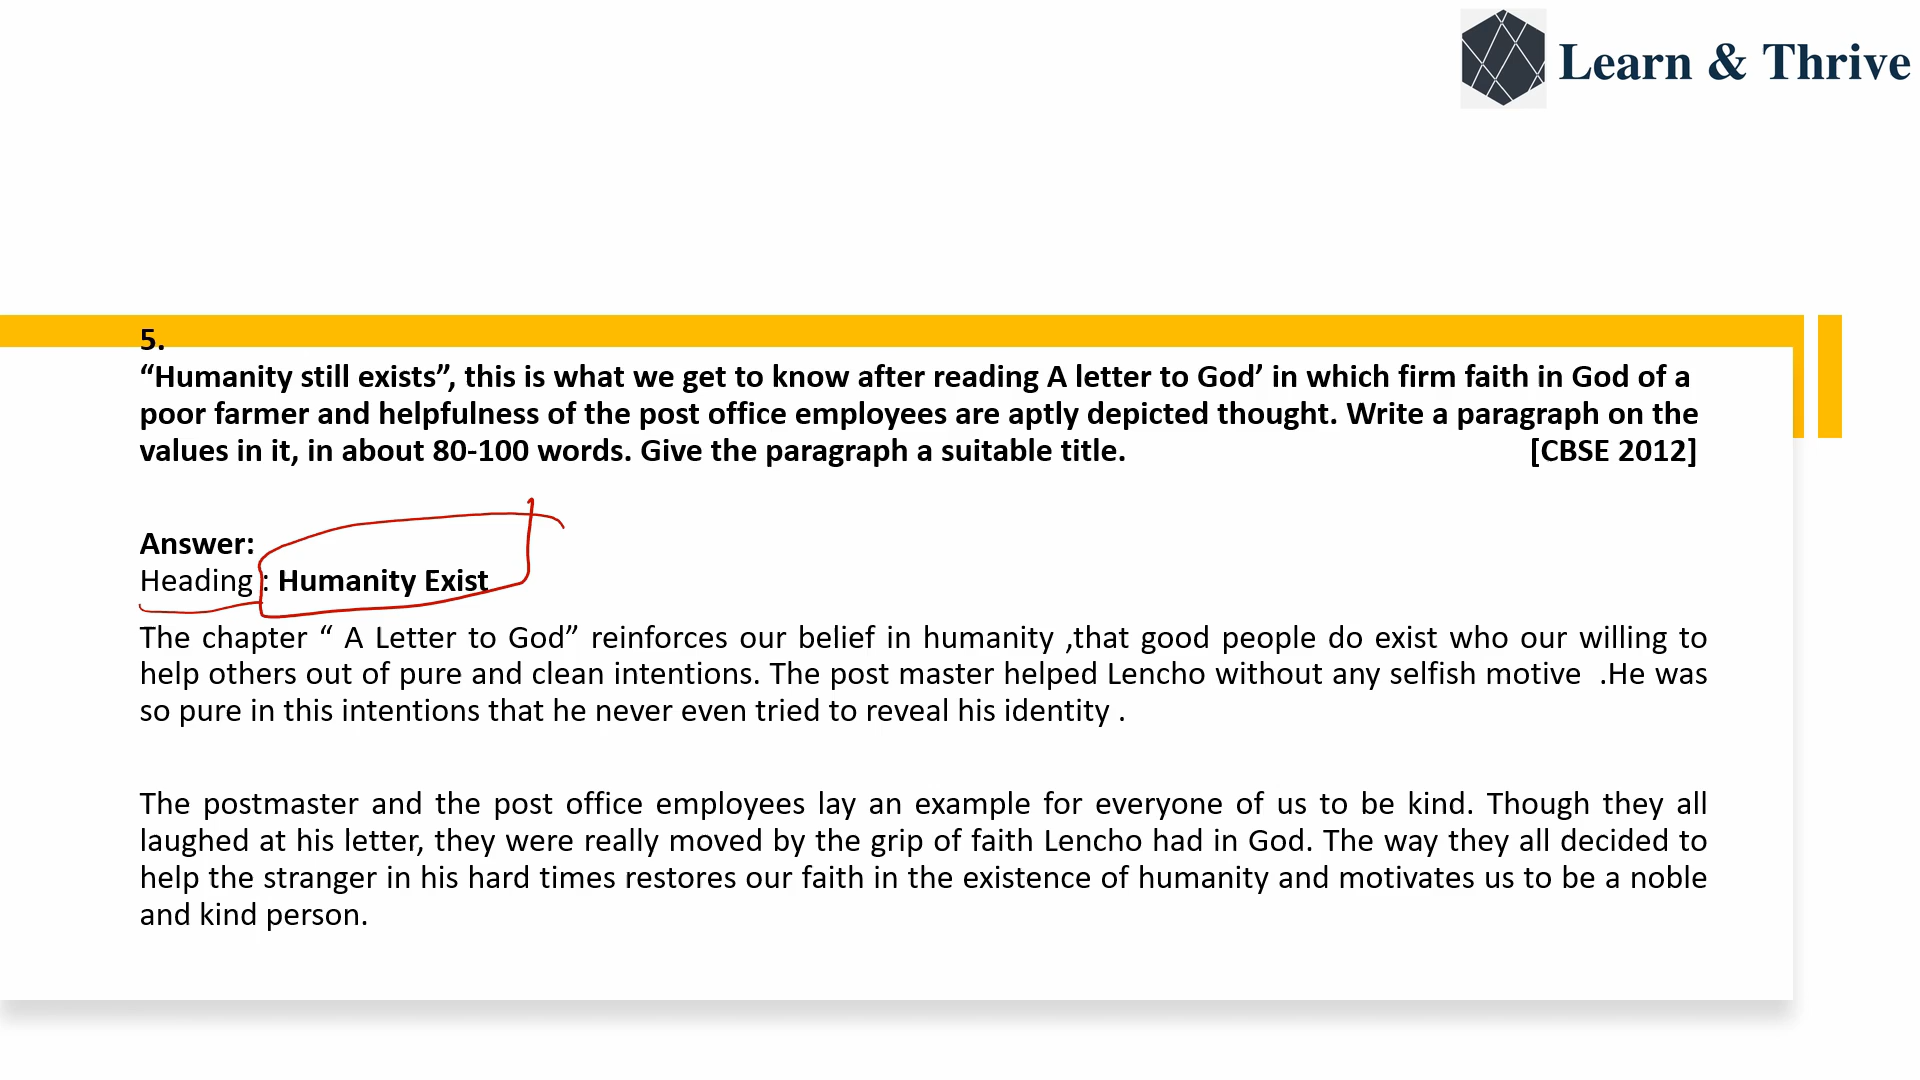 Learn & Thrive
5.
“Humanity still exists”, this is what we get to know after reading A letter to God’ in which firm faith in God of a
poor farmer and helpfulness of the post office employees are aptly depicted thought. Write a paragraph on the
values in it, in about 80-100 words. Give the paragraph a suitable title. [CBSE 2012]
Answer:
Heading : Humanity Exist
The chapter “ A Letter to God” reinforces our belief in humanity ,that good people do exist who our willing to
help others out of pure and clean intentions. The post master helped Lencho without any selfish motive .He was
so pure in this intentions that he never even tried to reveal his identity .
The postmaster and the post office employees lay an example for everyone of us to be kind. Though they all
laughed at his letter, they were really moved by the grip of faith Lencho had in God. The way they all decided to
help the stranger in his hard times restores our faith in the existence of humanity and motivates us to be a noble
and kind person.